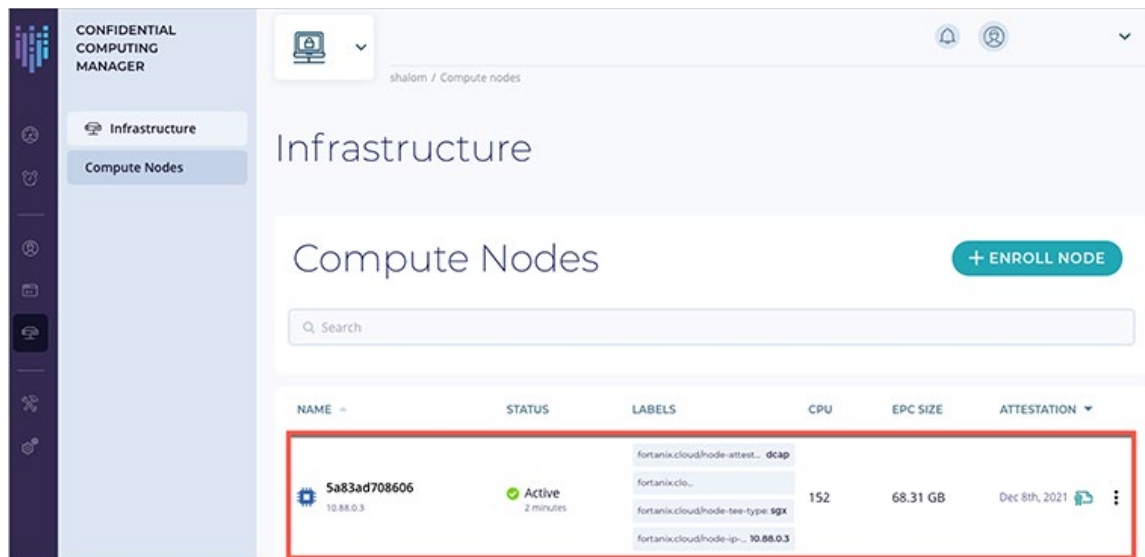 CONFIDENTIAL
COMPUTING
MANAGER
shalom / Compute nodes
Infrastructure
Compute Nodes
Infrastructure
Compute Nodes
+ ENROLL NODE
Search
NAME STATUS LABELS CPU EPC SIZE ATTESTATION
fortanix.cloud/node-attest... dcap
fortanix.clo...
fortanix.cloud/node-tee-type: sgx
fortanix.cloud/node-ip-... 10.88.0.3
5a83ad708606
10.88.0.3
Active
2 minutes
152
68.31 GB
Dec 8th, 2021